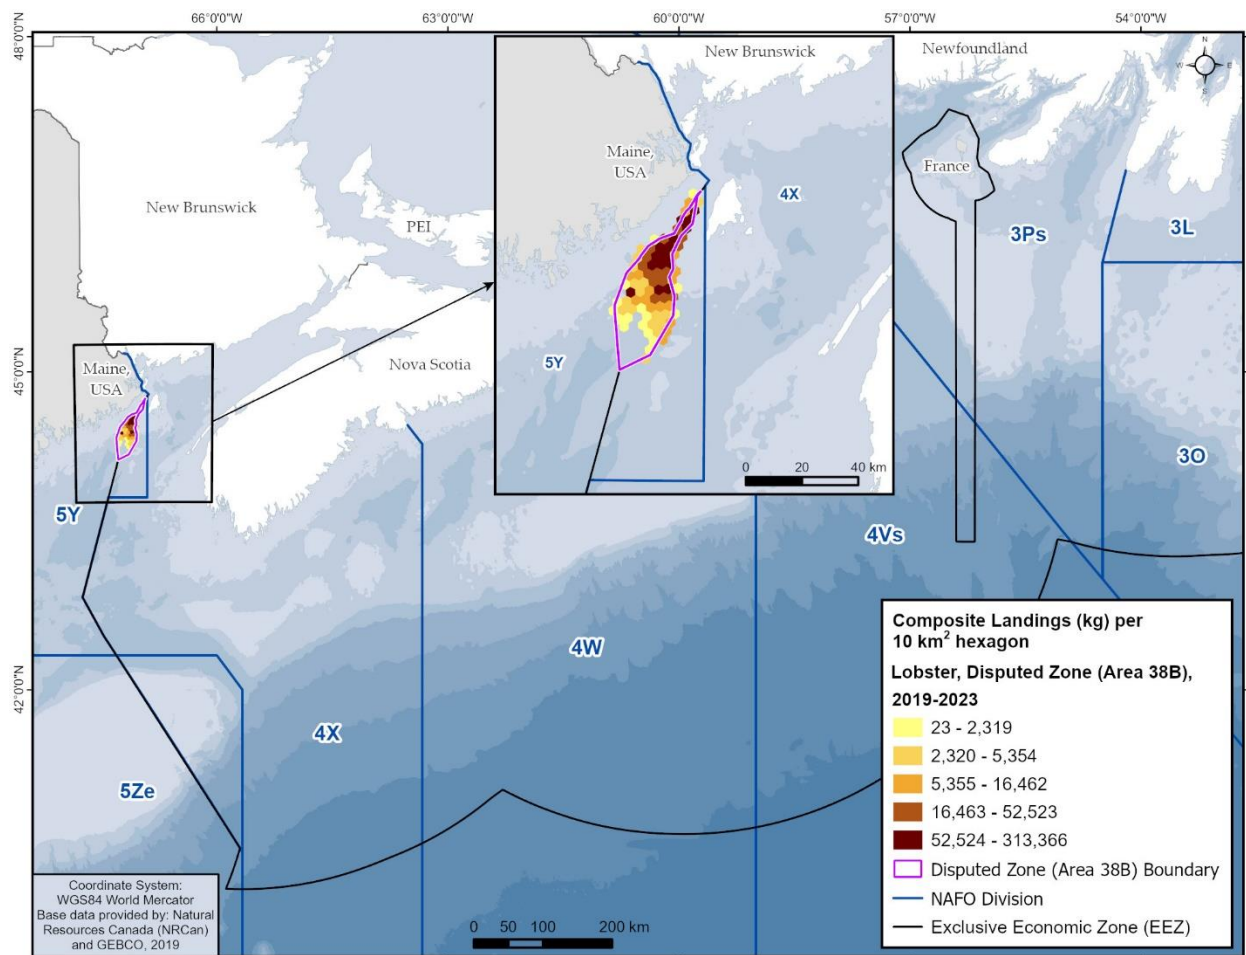 66°0'0"W
63°0'0"W
60°0'0"W
57°0'0"W
54°0'0"W
48°0'0"N
45°0'0"N
42°0'0"N
New Brunswick
Newfoundland
N
W
E
S
Maine,
USA
4X
France
New Brunswick
PEI
3Ps
3L
5Y
Nova Scotia
Maine,
USA
0 20 40 km
3O
5Y
4Vs
4W
4X
5Ze
Composite Landings (kg) per
10 km² hexagon
Lobster, Disputed Zone (Area 38B),
2019-2023
23 - 2,319
2,320 - 5,354
5,355 - 16,462
16,463 - 52,523
52,524 - 313,366
Disputed Zone (Area 38B) Boundary
NAFO Division
Exclusive Economic Zone (EEZ)
Coordinate System:
WGS84 World Mercator
Base data provided by: Natural
Resources Canada (NRCan)
and GEBCO, 2019
0 50 100 200 km